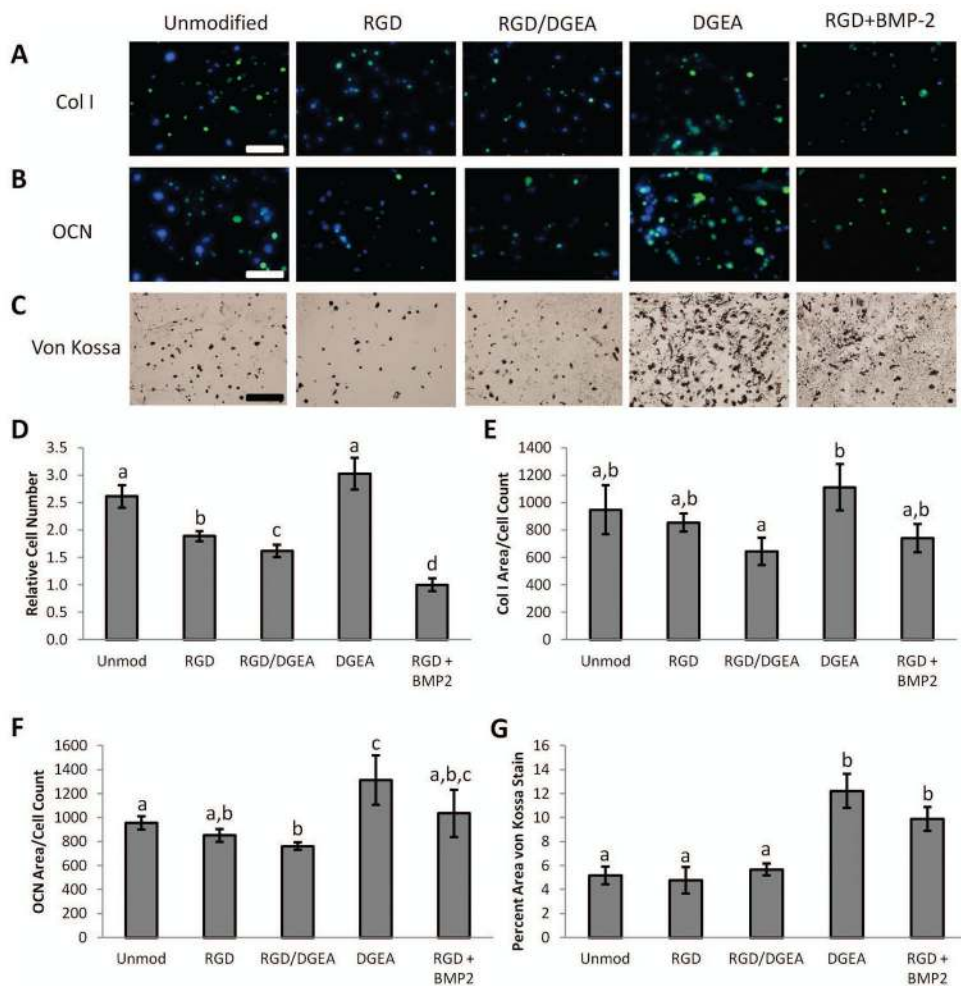 Unmodified RGD RGD/DGEA DGEA RGD+BMP-2
A
Col I
B
OCN
C
Von Kossa
D
Relative Cell Number
3.5
3.0
2.5
2.0
1.5
1.0
0.5
0.0
a
b
c
a
d
Unmod RGD RGD/DGEA DGEA RGD +
BMP2
E
Col I Area/Cell Count
1400
1200
1000
800
600
400
200
0
a,b
a,b
a
b
a,b
Unmod RGD RGD/DGEA DGEA RGD +
BMP2
F
OCN Area/Cell Count
1600
1400
1200
1000
800
600
400
200
0
a
a,b
b
c
a,b,c
Unmod RGD RGD/DGEA DGEA RGD +
BMP2
G
Percent Area von Kossa Stain
16
14
12
10
8
6
4
2
0
a
a
a
b
b
Unmod RGD RGD/DGEA DGEA RGD +
BMP2